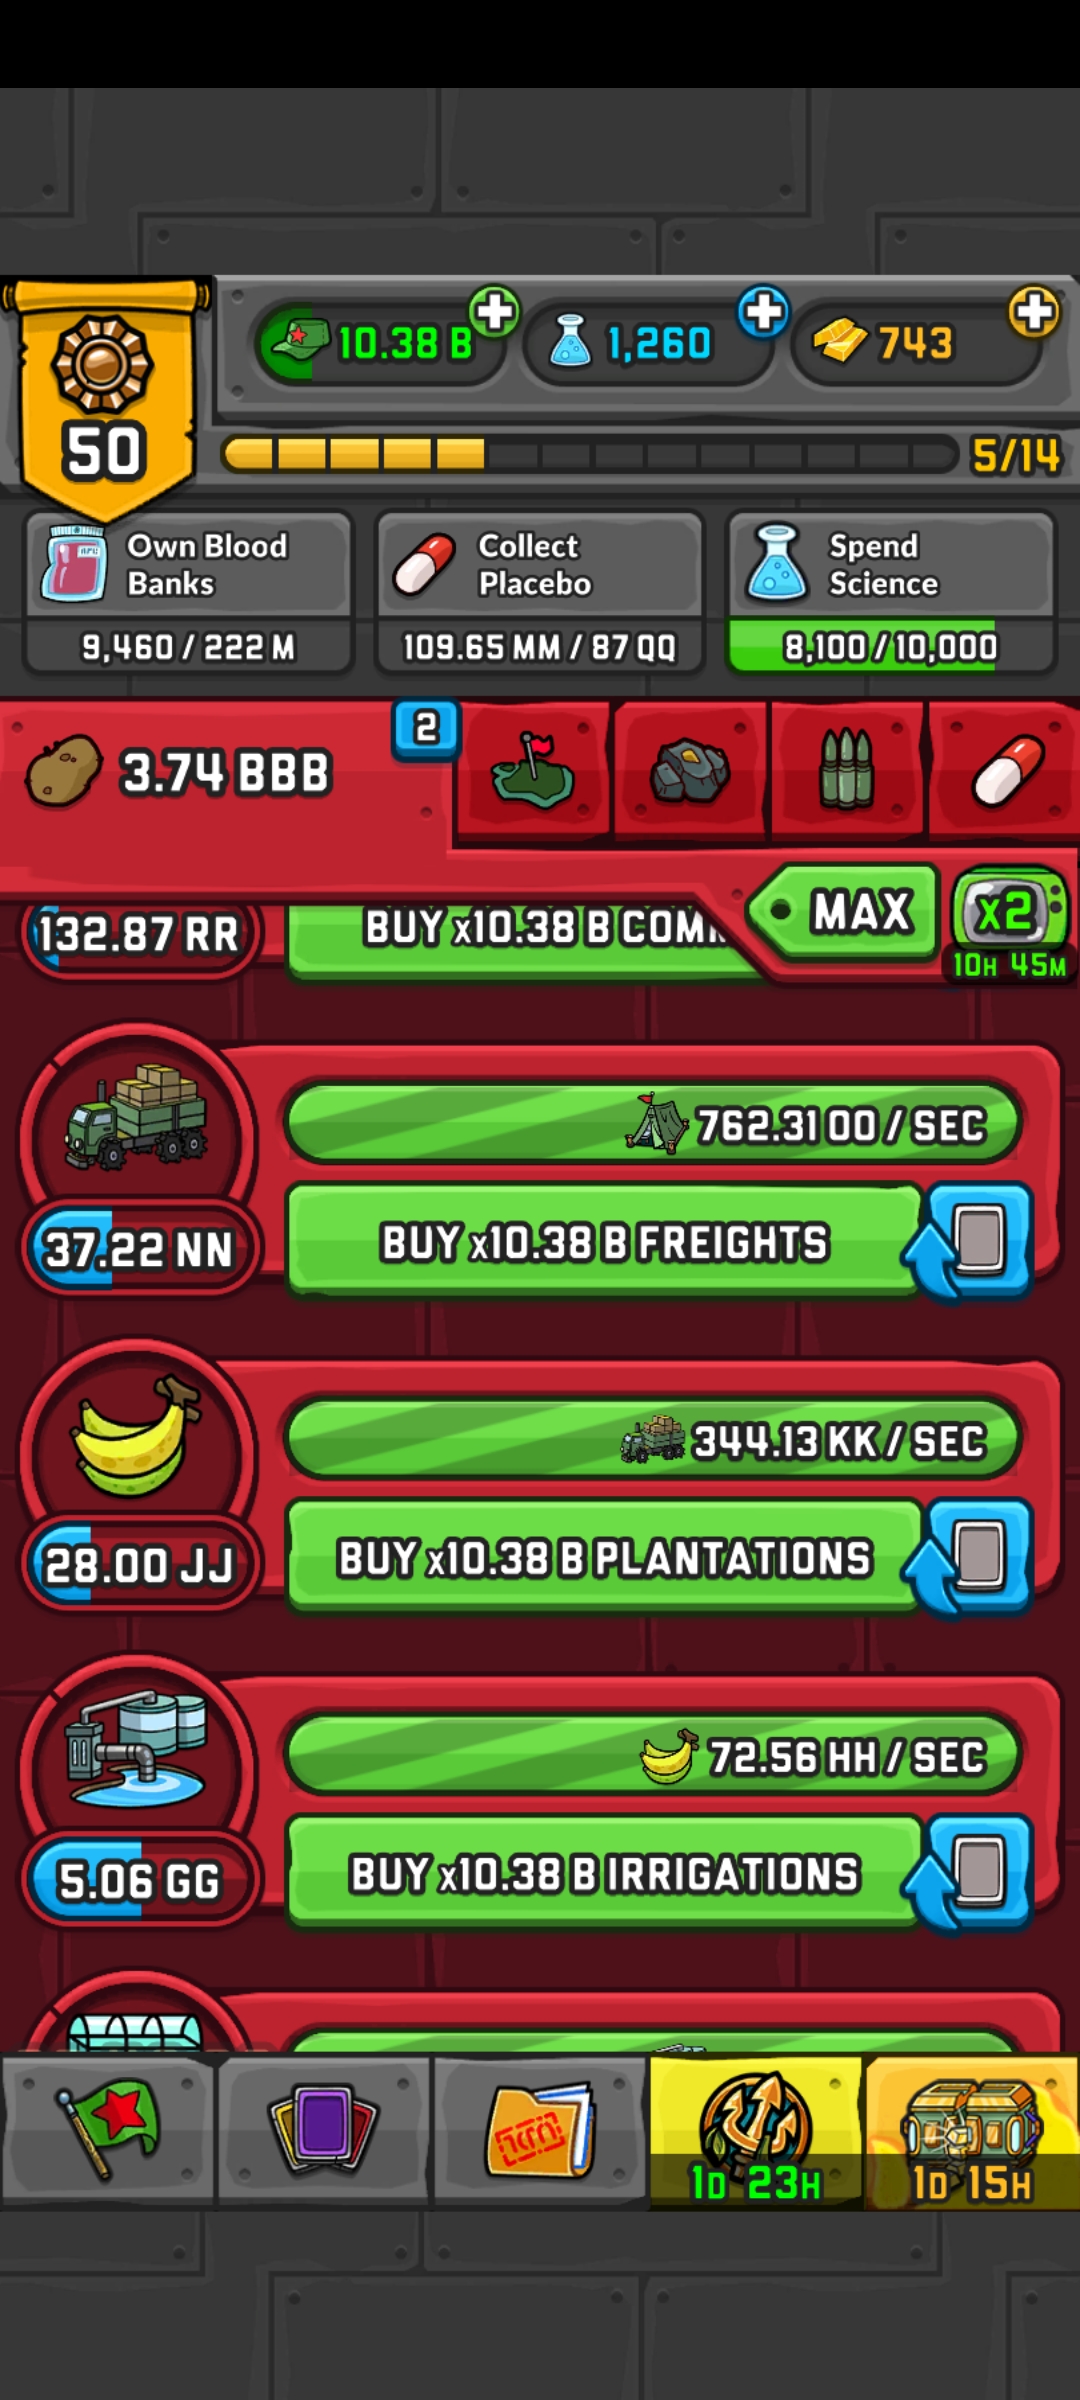 10.38 B
1,260
743
50
5/14
Own Blood Banks
9,460 / 222 M
Collect Placebo
109.65 MM / 87 QQ
Spend Science
8,100 / 10,000
3.74 BBB
2
MAX
x2
10H 45M
132.87 RR
BUY x10.38 B
762.31 OO / SEC
37.22 NN
BUY x10.38 B FREIGHTS
344.13 KK / SEC
28.00 JJ
BUY x10.38 B PLANTATIONS
72.56 HH / SEC
5.06 GG
BUY x10.38 B IRRIGATIONS
1D 23H
1D 15H